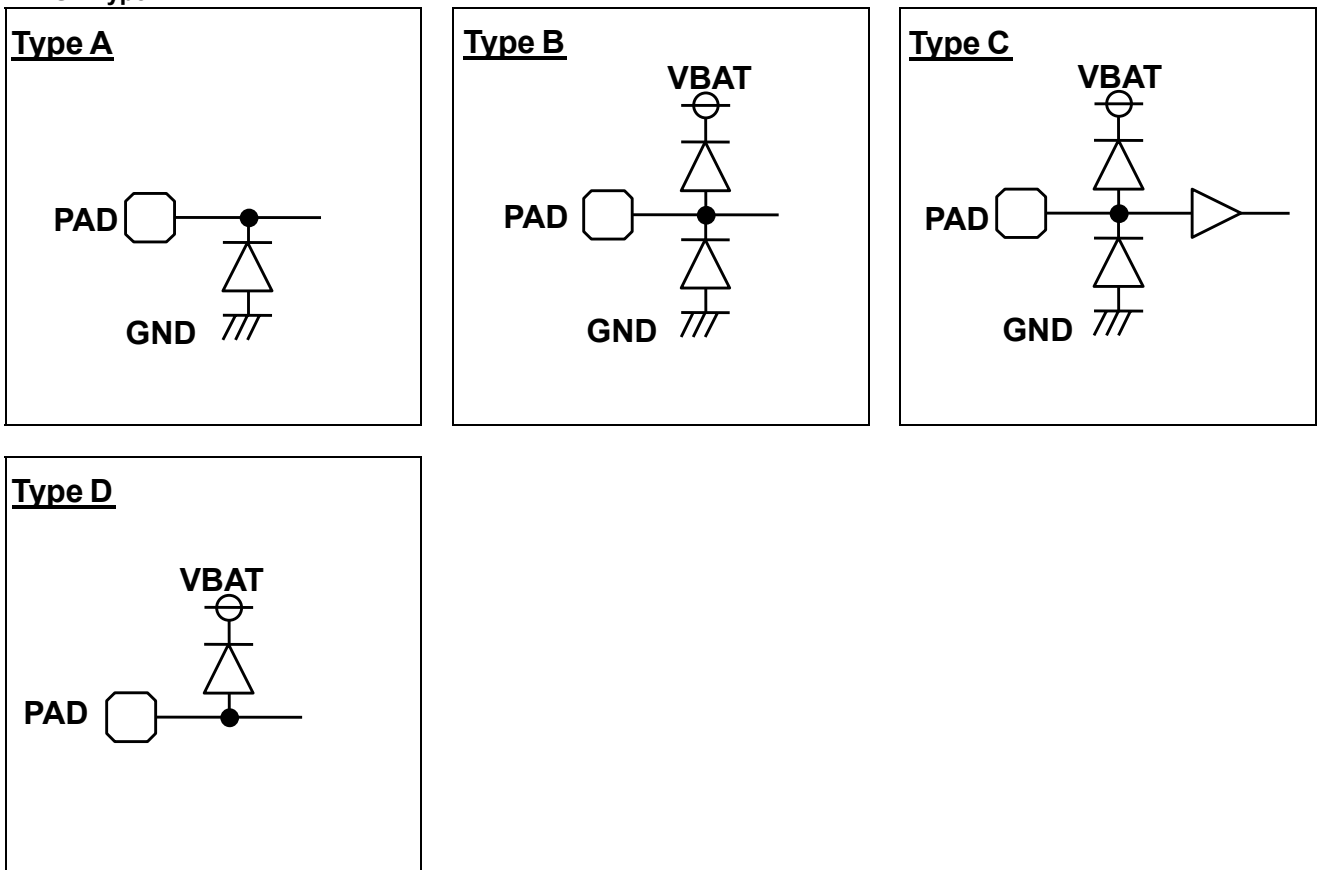 Type A
PAD
GND
Type B
VBAT
PAD
GND
Type C
VBAT
PAD
GND
Type D
VBAT
PAD